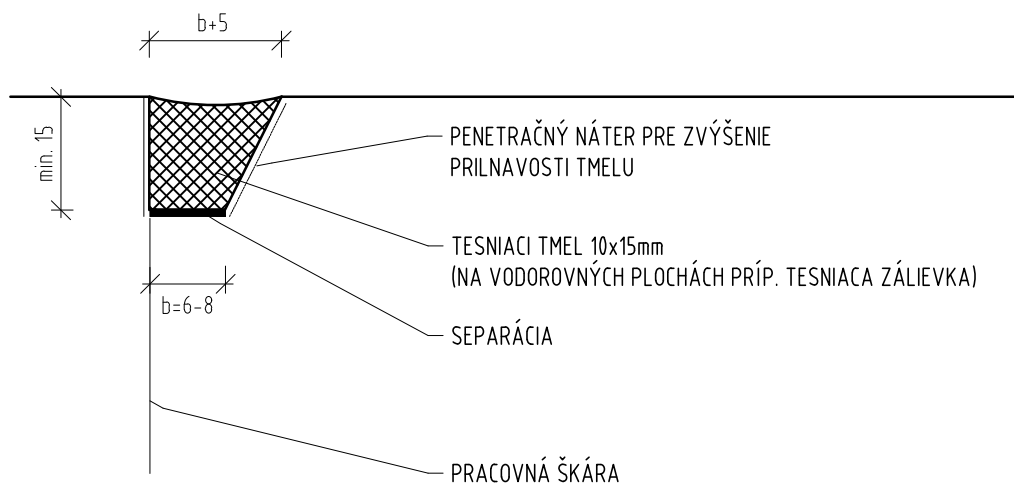 b+5
min. 15
PENETRAČNÝ NÁTER PRE ZVÝŠENIE
PRILNAVOSTI TMELU
TESNIACI TMEL 10x15mm
(NA VODOROVNÝCH PLOCHÁCH PRÍP. TESNIACA ZÁLIEVKA)
b=6-8
SEPARÁCIA
PRACOVNÁ ŠKÁRA